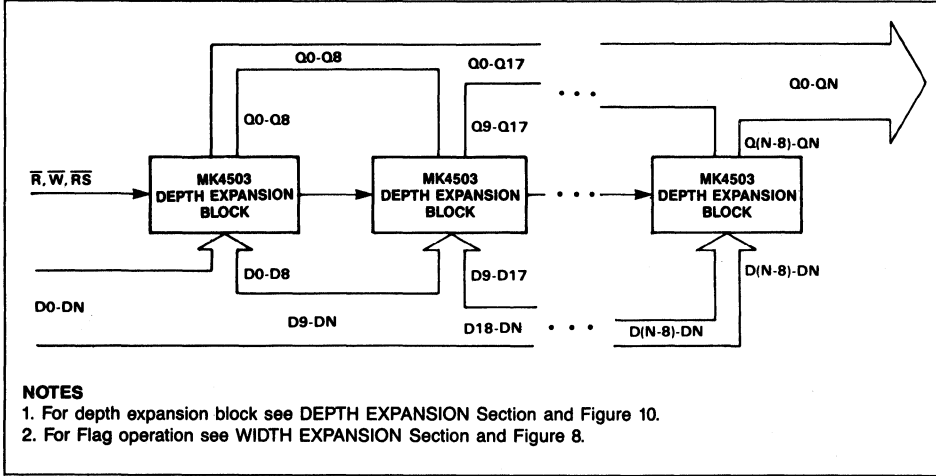 Q0-Q8
Q0-Q17
Q0-QN
Q0-Q8
Q9-Q17
Q(N-8)-QN
R, W, RS
MK4503
DEPTH EXPANSION
BLOCK
MK4503
DEPTH EXPANSION
BLOCK
MK4503
DEPTH EXPANSION
BLOCK
D0-D8
D9-D17
D(N-8)-DN
D0-DN
D9-DN
D18-DN
D(N-8)-DN
NOTES
1. For depth expansion block see DEPTH EXPANSION Section and Figure 10.
2. For Flag operation see WIDTH EXPANSION Section and Figure 8.